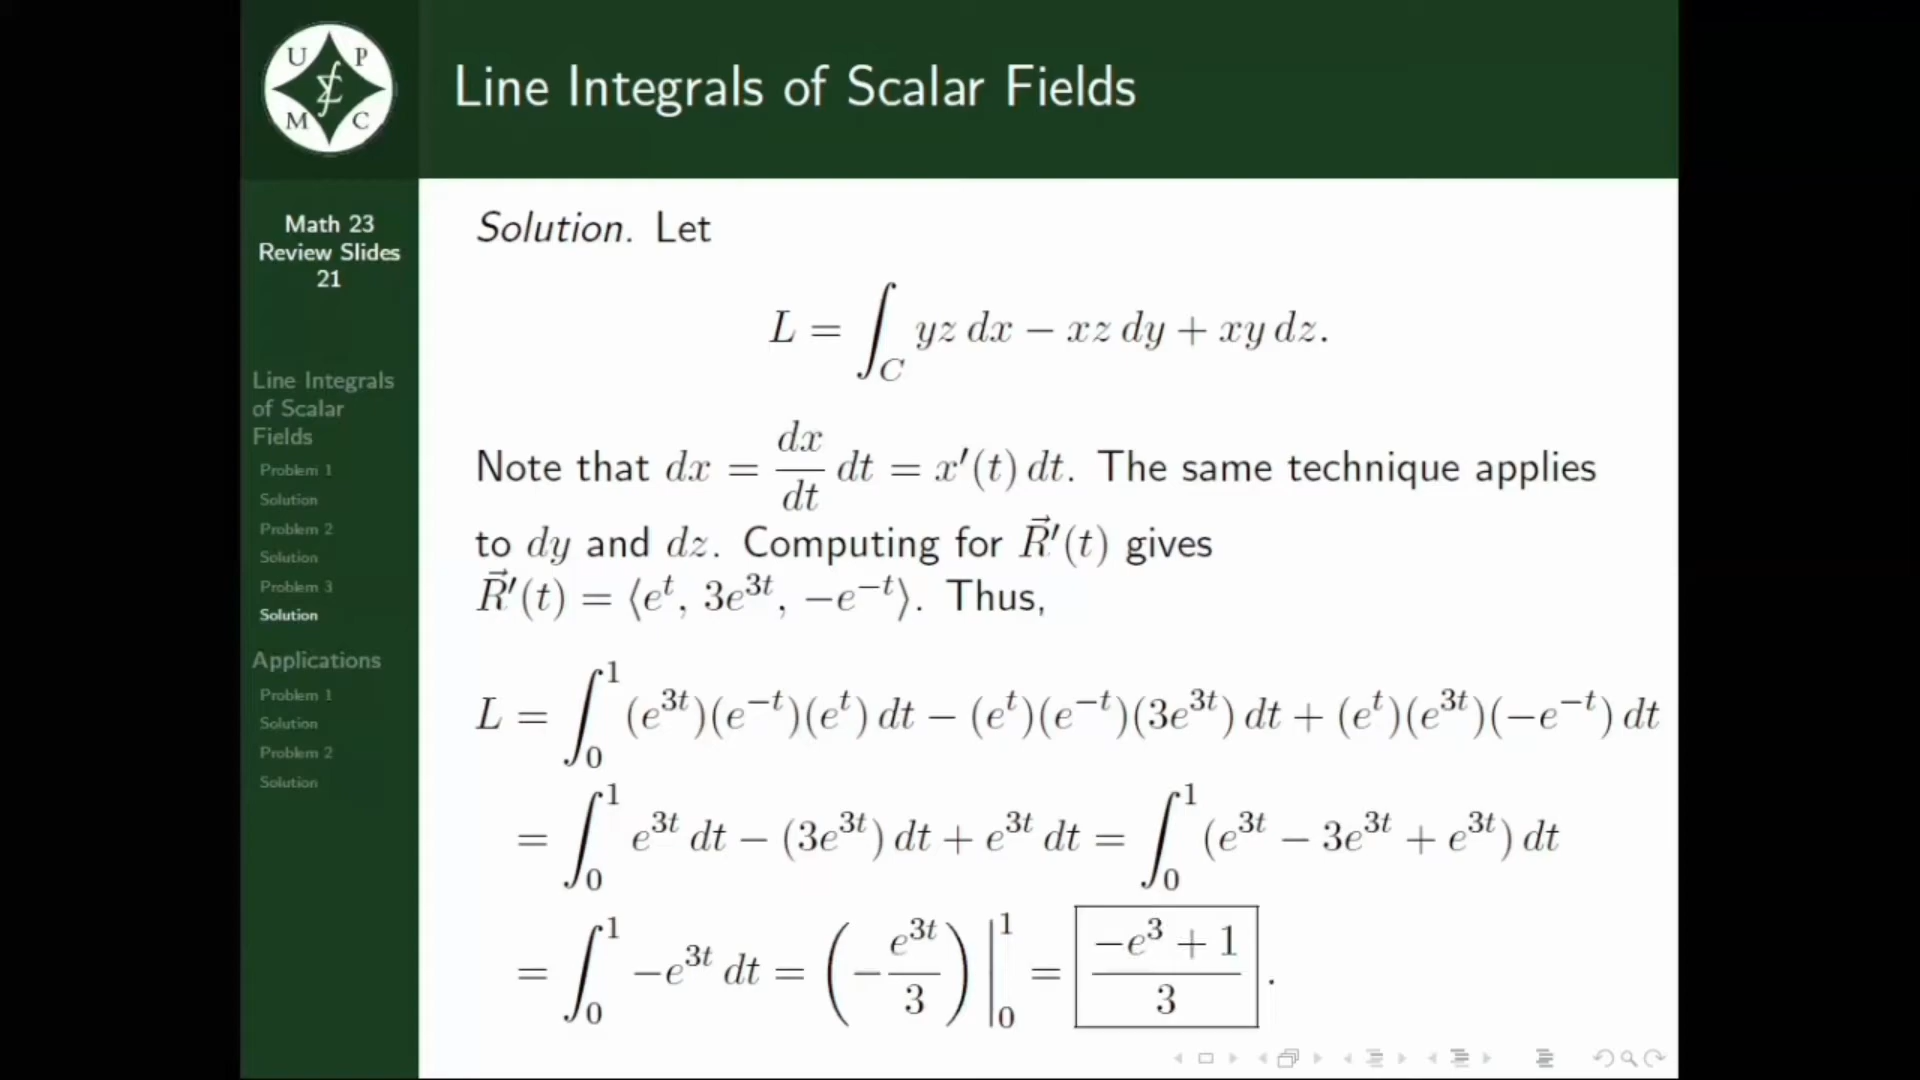 U P
M C
Line Integrals of Scalar Fields
Math 23
Review Slides
21
Line Integrals
of Scalar
Fields
Problem 1
Solution
Problem 2
Solution
Problem 3
Solution
Applications
Problem 1
Solution
Problem 2
Solution
Solution. Let
L = ∫_C yz dx − xz dy + xy dz.
Note that dx = dx/dt dt = x′(t) dt. The same technique applies
to dy and dz. Computing for R⃗′(t) gives
R⃗′(t) = ⟨e^t, 3e^{3t}, −e^{−t}⟩. Thus,
L = ∫_0^1 (e^{3t})(e^{−t})(e^t) dt − (e^t)(e^{−t})(3e^{3t}) dt + (e^t)(e^{3t})(−e^{−t}) dt
= ∫_0^1 e^{3t} dt − (3e^{3t}) dt + e^{3t} dt = ∫_0^1 (e^{3t} − 3e^{3t} + e^{3t}) dt
= ∫_0^1 −e^{3t} dt = (−e^{3t}/3)|_0^1 = (−e^3 + 1)/3.